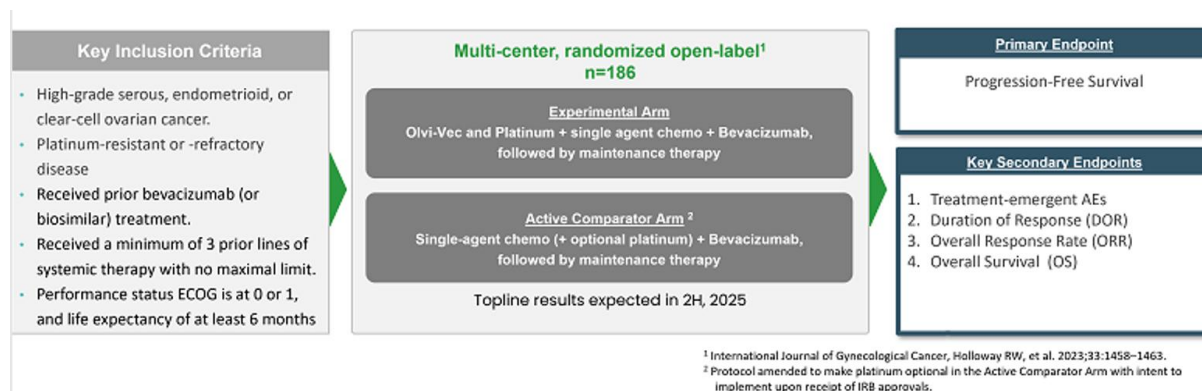 Key Inclusion Criteria
• High-grade serous, endometrioid, or
clear-cell ovarian cancer.
• Platinum-resistant or -refractory
disease
• Received prior bevacizumab (or
biosimilar) treatment.
• Received a minimum of 3 prior lines of
systemic therapy with no maximal limit.
• Performance status ECOG is at 0 or 1,
and life expectancy of at least 6 months
Multi-center, randomized open-label¹
n=186
Experimental Arm
Olvi-Vec and Platinum + single agent chemo + Bevacizumab,
followed by maintenance therapy
Active Comparator Arm ²
Single-agent chemo (+ optional platinum) + Bevacizumab,
followed by maintenance therapy
Topline results expected in 2H, 2025
Primary Endpoint
Progression-Free Survival
Key Secondary Endpoints
1. Treatment-emergent AEs
2. Duration of Response (DOR)
3. Overall Response Rate (ORR)
4. Overall Survival (OS)
¹ International Journal of Gynecological Cancer, Holloway RW, et al. 2023;33:1458–1463.
² Protocol amended to make platinum optional in the Active Comparator Arm with intent to
implement upon receipt of IRB approvals.